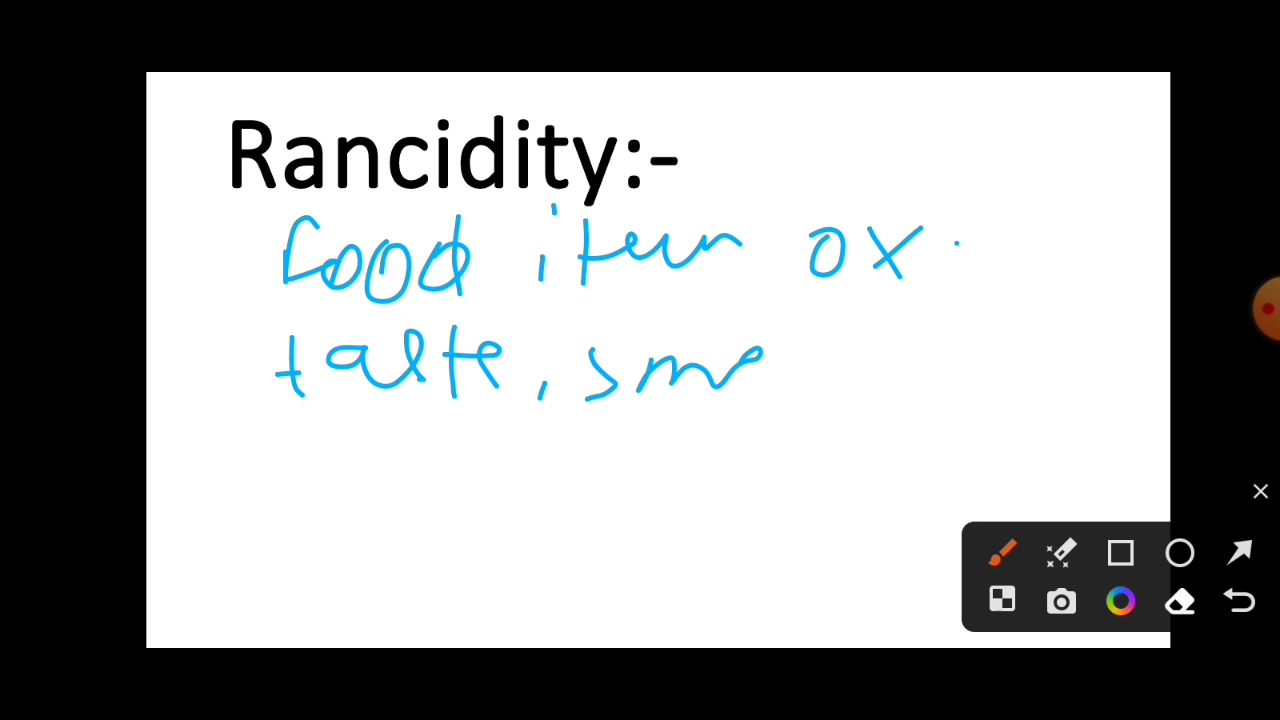 Rancidity:-
food item ox.
taste, sme